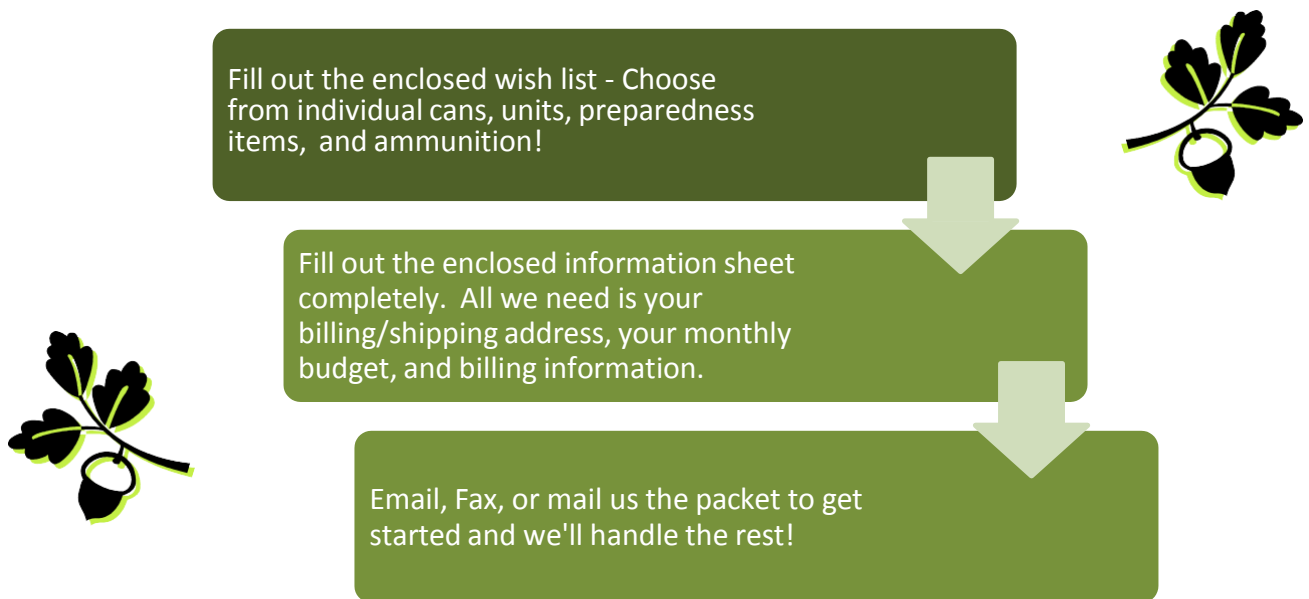 Fill out the enclosed wish list - Choose
from individual cans, units, preparedness
items,  and ammunition!
Fill out the enclosed information sheet
completely.  All we need is your
billing/shipping address, your monthly
budget, and billing information.
Email, Fax, or mail us the packet to get
started and we'll handle the rest!